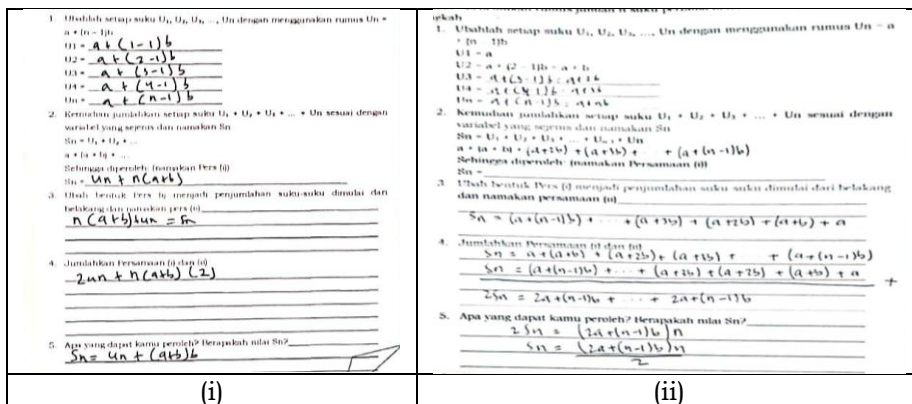 1. Ubahlah setiap suku U₁, U₂, U₃, ..., Un dengan menggunakan rumus Un =
a + (n - 1)b
U1 = a + (1-1)b
U2 = a + (2-1)b
U3 = a + (3-1)b
U4 = a + (4-1)b
Un = a + (n-1)b
2. Kemudian jumlahkan setiap suku U₁ + U₂ + U₃ + ... + Un sesuai dengan
variabel yang sejenis dan namakan Sn
Sn = U₁ + U₂ + ...
a + (a + b) + ...
Sehingga diperoleh: (namakan Pers (i))
Sn = Un + n(a+b)
3. Ubah bentuk Pers (i) menjadi penjumlahan suku-suku dimulai dari
belakang dan namakan pers (ii)
n(a+b)+un = Sn
4. Jumlahkan Persamaan (i) dan (ii)
2un + n(a+b) (2)
5. Apa yang dapat kamu peroleh? Berapakah nilai Sn?
Sn = un + (a+b)b
(i)
1. Ubahlah setiap suku U₁, U₂, U₃, ..., Un dengan menggunakan rumus Un = a
+ (n - 1)b
U1 = a
U2 = a + (2 - 1)b = a + b
U3 = a+(3-1)b = a+2b
U4 = a+(4-1)b = a+3b
Un = a+(n-1)b = a+nb
2. Kemudian jumlahkan setiap suku U₁ + U₂ + U₃ + ... + Un sesuai dengan
variabel yang sejenis dan namakan Sn
Sn = U₁ + U₂ + U₃ + ... + Uₙ₋₁ + Un
a + (a + b) + (a+2b) + (a+3b) + ... + (a+(n-1)b)
Sehingga diperoleh: (namakan Persamaan (i))
Sn =
3. Ubah bentuk Pers (i) menjadi penjumlahan suku-suku dimulai dari belakang
dan namakan persamaan (ii)
Sn = (a+(n-1)b) + ... + (a+3b) + (a+2b) + (a+b) + a
4. Jumlahkan Persamaan (i) dan (ii)
Sn = a+(a+b) + (a+2b) + (a+3b) + + (a+(n-1)b)
Sn = (a+(n-1)b) + ... + (a+3b) + (a+2b) + (a+b) + a
+
2Sn = 2a+(n-1)b + ... + 2a+(n-1)b
5. Apa yang dapat kamu peroleh? Berapakah nilai Sn?
2Sn = (2a+(n-1)b)n
Sn = (2a+(n-1)b)n
2
(ii)